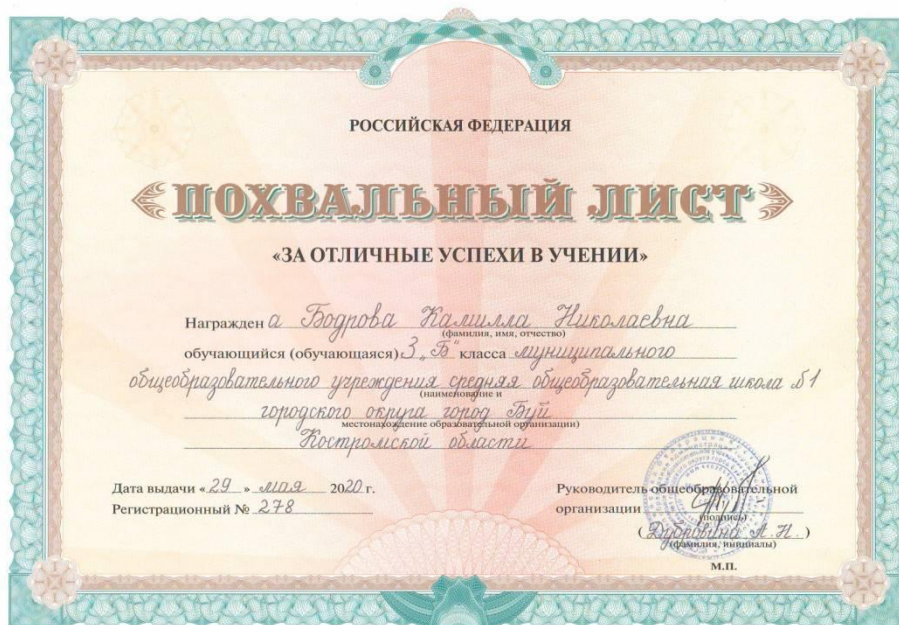 РОССИЙСКАЯ ФЕДЕРАЦИЯ
ПОХВАЛЬНЫЙ ЛИСТ
«ЗА ОТЛИЧНЫЕ УСПЕХИ В УЧЕНИИ»
Награжден а Бодрова Камилла Николаевна
(фамилия, имя, отчество)
обучающийся (обучающаяся) 3 „Б" класса муниципального
общеобразовательного учреждения средняя общеобразовательная школа №1
(наименование и
городского округа город Буй
местонахождение образовательной организации)
Костромской области
Дата выдачи «29» мая 2020 г.
Регистрационный № 278
Руководитель общеобразовательной
организации
(подпись)
(Дубровина А.Н.)
(фамилия, инициалы)
М.П.